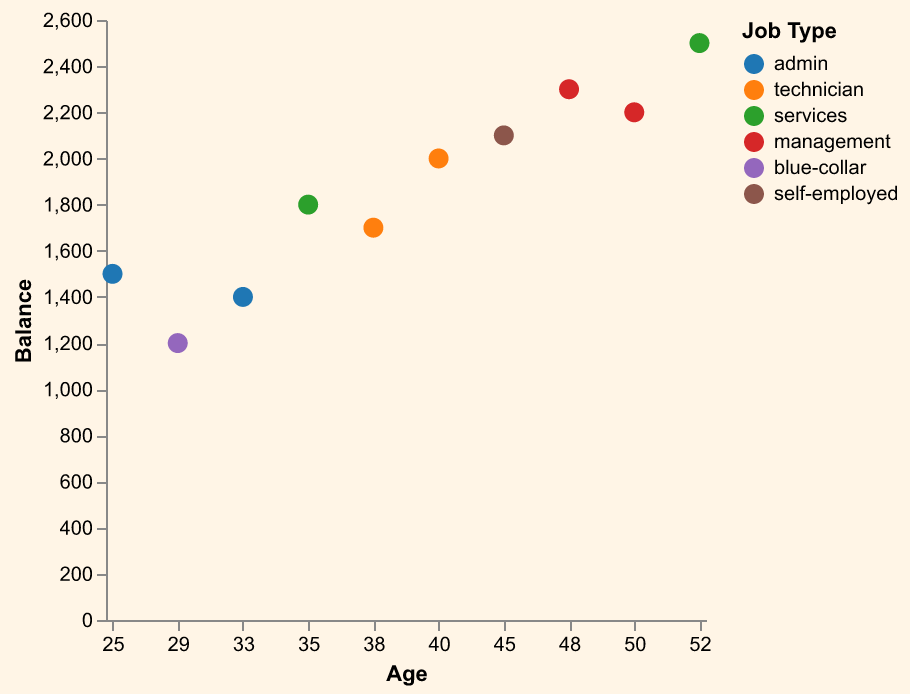 2,600
2,400
2,200
2,000
1,800
1,600
1,400
1,200
1,000
800
600
400
200
0
Balance
25 29 33 35 38 40 45 48 50 52
Age
Job Type
admin
technician
services
management
blue-collar
self-employed